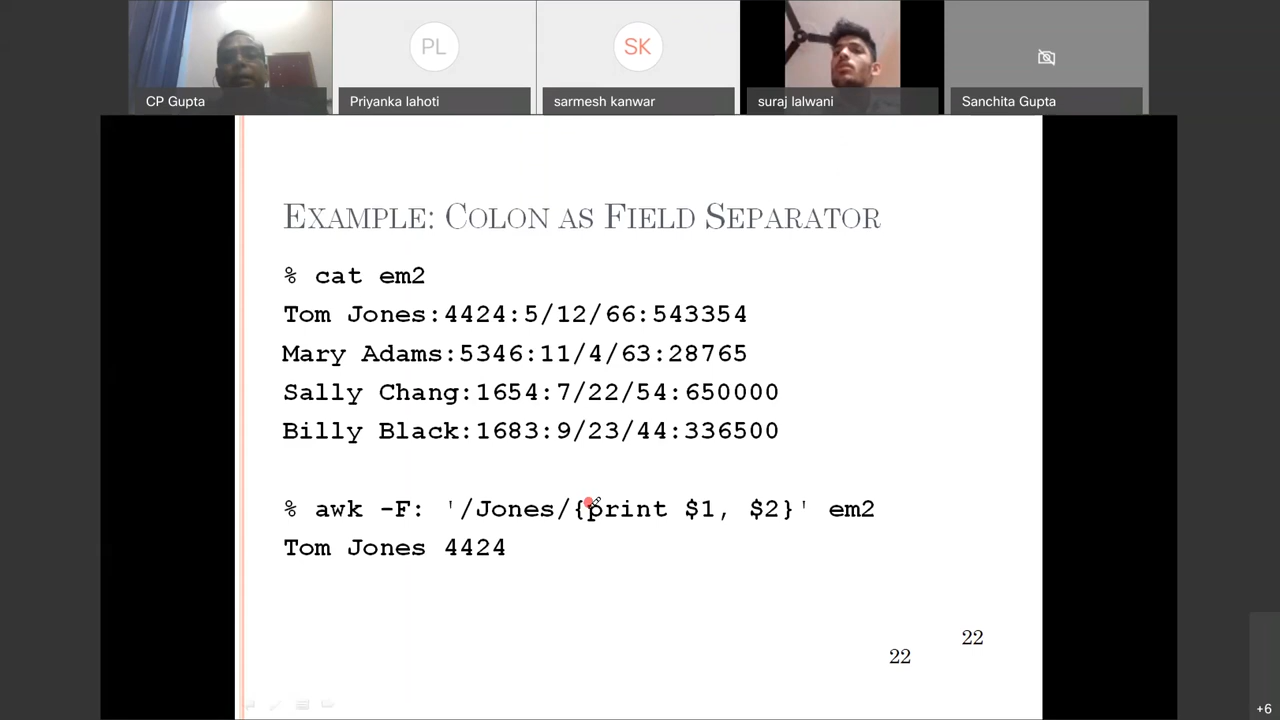 PL
SK
CP Gupta
Priyanka lahoti
sarmesh kanwar
suraj lalwani
Sanchita Gupta
EXAMPLE: COLON AS FIELD SEPARATOR
% cat em2
Tom Jones:4424:5/12/66:543354
Mary Adams:5346:11/4/63:28765
Sally Chang:1654:7/22/54:650000
Billy Black:1683:9/23/44:336500
% awk -F: '/Jones/{print $1, $2}' em2
Tom Jones 4424
22
22
+6